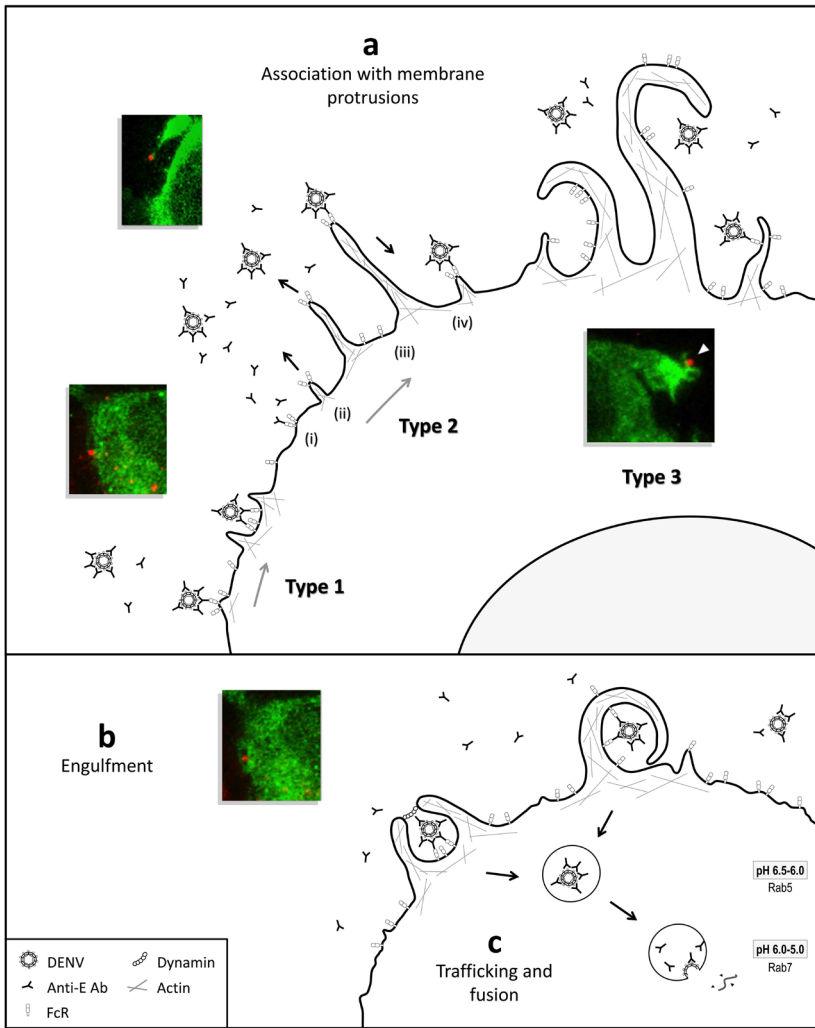 a
Association with membrane
protrusions
(iv)
(iii)
(ii)
(i)
Type 2
Type 3
Type 1
b
Engulfment
pH 6.5-6.0
Rab5
c
Trafficking and
fusion
pH 6.0-5.0
Rab7
DENV
Dynamin
Anti-E Ab
Actin
FcR